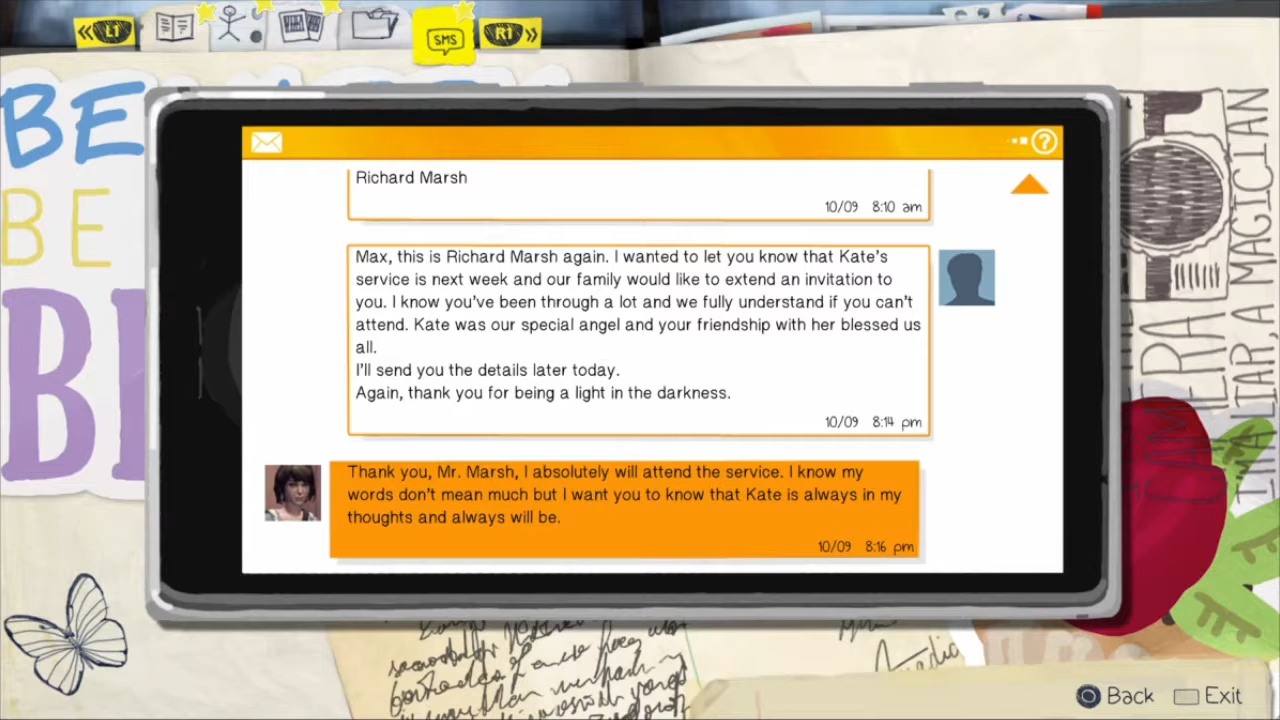 L1
SMS
R1
BE
BE
Richard Marsh
10/09 8:10 am
Max, this is Richard Marsh again. I wanted to let you know that Kate's
service is next week and our family would like to extend an invitation to
you. I know you've been through a lot and we fully understand if you can't
attend. Kate was our special angel and your friendship with her blessed us
all.
I'll send you the details later today.
Again, thank you for being a light in the darkness.
10/09 8:14 pm
Thank you, Mr. Marsh, I absolutely will attend the service. I know my
words don't mean much but I want you to know that Kate is always in my
thoughts and always will be.
10/09 8:16 pm
A MAGICIAN
Back
Exit